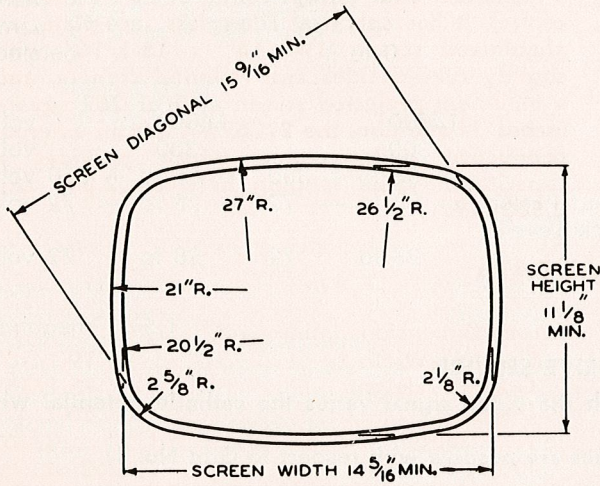 SCREEN DIAGONAL 15 9/16" MIN.
27" R.
26 1/2" R.
21" R.
SCREEN
HEIGHT
11 1/8"
MIN.
20 1/2" R.
2 5/8" R.
2 1/8" R.
SCREEN WIDTH 14 5/16" MIN.